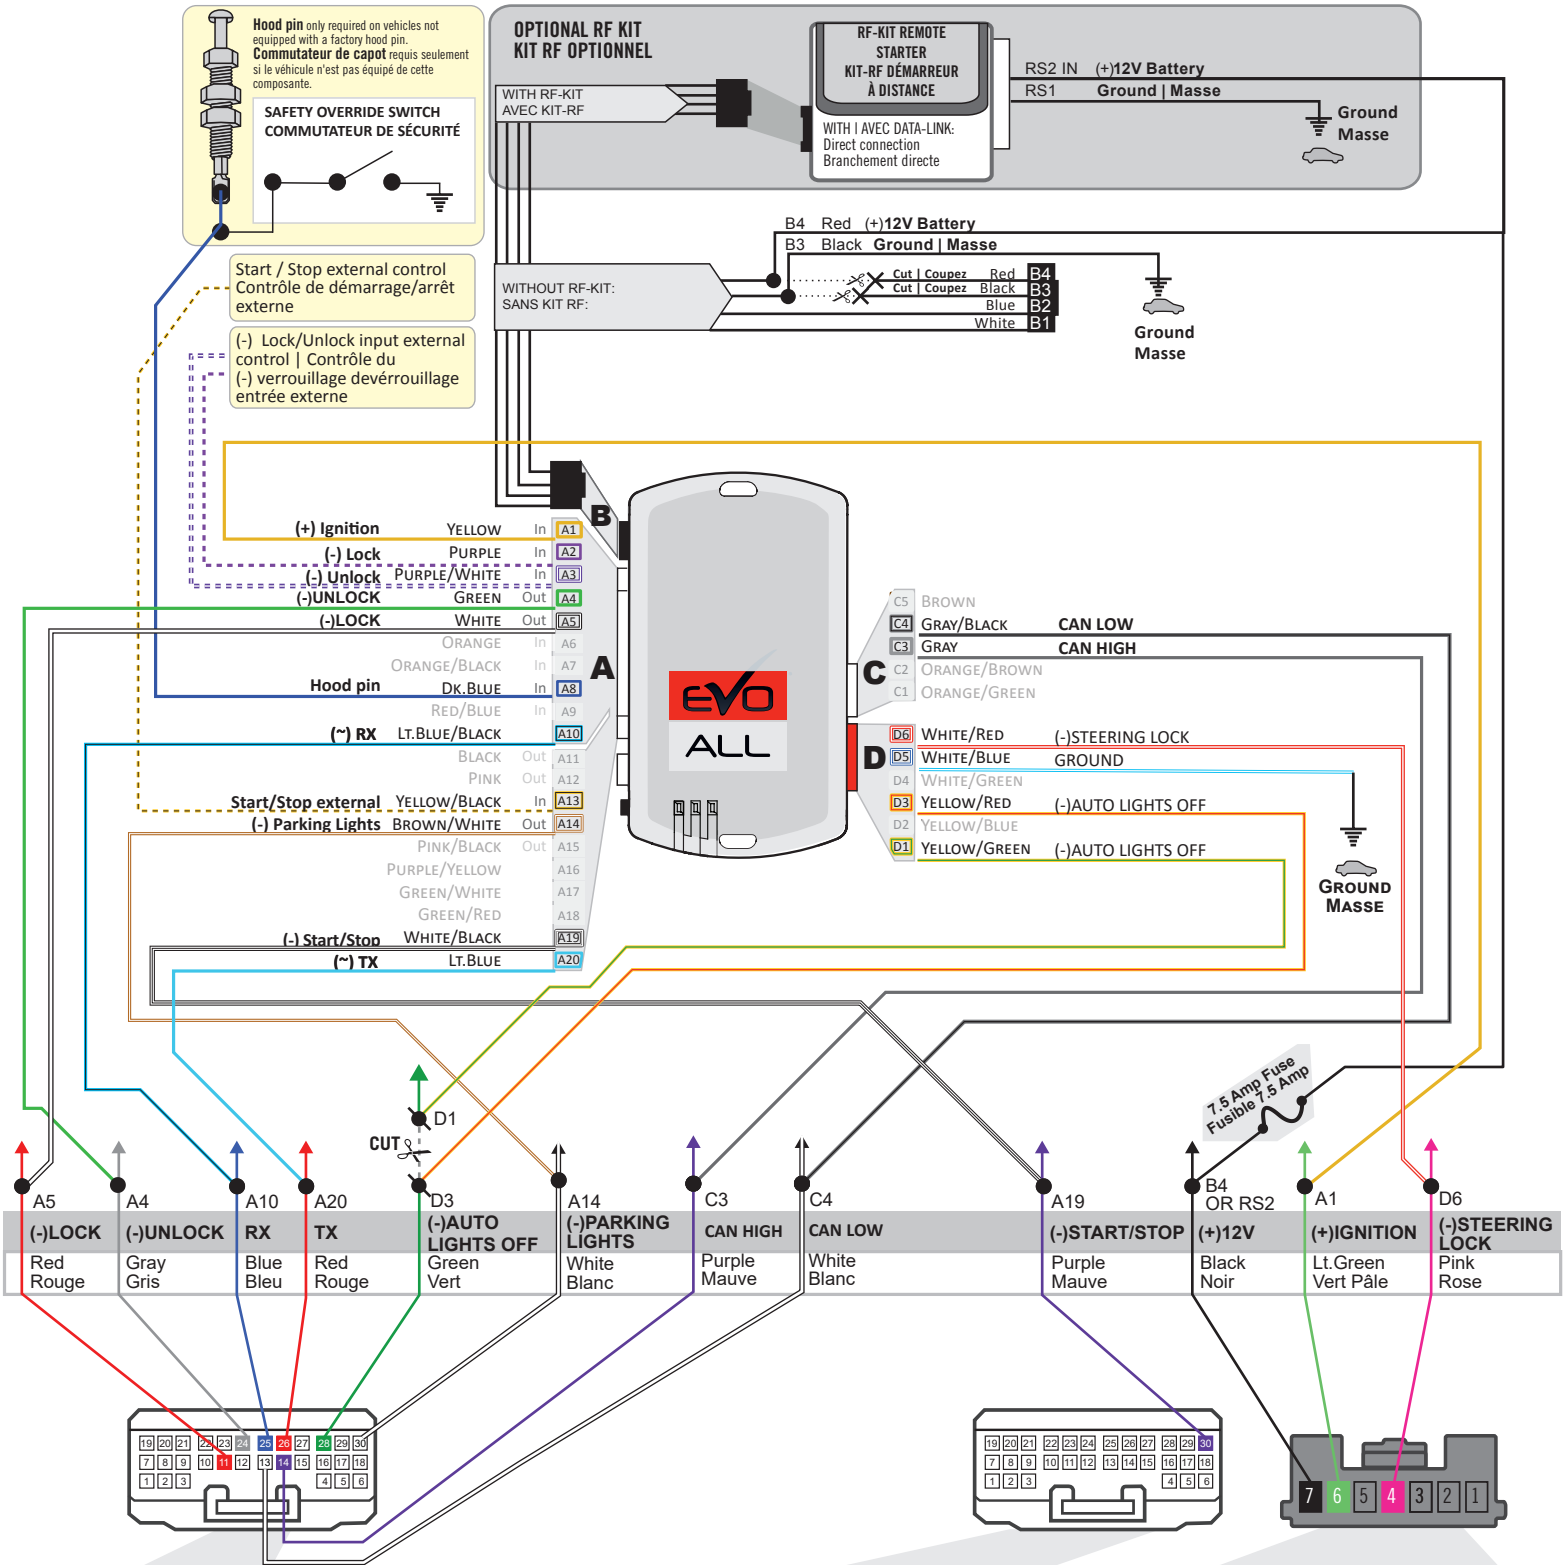 Hood pin only required on vehicles not
equipped with a factory hood pin.
Commutateur de capot requis seulement
si le véhicule n'est pas équipé de cette
composante.
SAFETY OVERRIDE SWITCH
COMMUTATEUR DE SÉCURITÉ
OPTIONAL RF KIT
KIT RF OPTIONNEL
WITH RF-KIT
AVEC KIT-RF
RF-KIT REMOTE
STARTER
KIT-RF DÉMARREUR
À DISTANCE
WITH | AVEC DATA-LINK:
Direct connection
Branchement directe
RS2 IN (+)12V Battery
RS1 Ground | Masse
Ground
Masse
Start / Stop external control
Contrôle de démarrage/arrêt
externe
(-) Lock/Unlock input external
control | Contrôle du
(-) verrouillage devérrouillage
entrée externe
B4 Red (+)12V Battery
B3 Black Ground | Masse
WITHOUT RF-KIT:
SANS KIT RF:
Cut | Coupez Red B4
Cut | Coupez Black B3
Blue B2
White B1
Ground
Masse
B
(+) Ignition YELLOW In A1
(-) Lock PURPLE In A2
(-) Unlock PURPLE/WHITE In A3
(-)UNLOCK GREEN Out A4
(-)LOCK WHITE Out A5
ORANGE In A6
ORANGE/BLACK In A7
Hood pin DK.BLUE In A8
RED/BLUE In A9
(~) RX LT.BLUE/BLACK A10
BLACK Out A11
PINK Out A12
Start/Stop external YELLOW/BLACK In A13
(-) Parking Lights BROWN/WHITE Out A14
PINK/BLACK Out A15
PURPLE/YELLOW A16
GREEN/WHITE A17
GREEN/RED A18
(-) Start/Stop WHITE/BLACK A19
(~) TX LT.BLUE A20
A
EVO
ALL
C
C5 BROWN
C4 GRAY/BLACK CAN LOW
C3 GRAY CAN HIGH
C2 ORANGE/BROWN
C1 ORANGE/GREEN
D
D6 WHITE/RED (-)STEERING LOCK
D5 WHITE/BLUE GROUND
D4 WHITE/GREEN
D3 YELLOW/RED (-)AUTO LIGHTS OFF
D2 YELLOW/BLUE
D1 YELLOW/GREEN (-)AUTO LIGHTS OFF
GROUND
MASSE
7.5 Amp Fuse
Fusible 7.5 Amp
D1
CUT
A5 A4 A10 A20 D3 A14 C3 C4 A19 B4
OR RS2 A1 D6
(-)LOCK (-)UNLOCK RX TX (-)AUTO
LIGHTS OFF (-)PARKING
LIGHTS CAN HIGH CAN LOW (-)START/STOP (+)12V (+)IGNITION (-)STEERING
LOCK
Red Gray Blue Red Green White Purple White Purple Black Lt.Green Pink
Rouge Gris Bleu Rouge Vert Blanc Mauve Blanc Mauve Noir Vert Pâle Rose
19 20 21 22 23 24 25 26 27 28 29 30
7 8 9 10 11 12 13 14 15 16 17 18
1 2 3 4 5 6
19 20 21 22 23 24 25 26 27 28 29 30
7 8 9 10 11 12 13 14 15 16 17 18
1 2 3 4 5 6
7 6 5 4 3 2 1